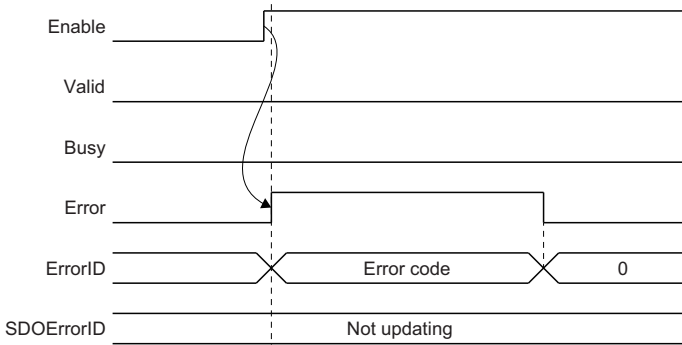 Enable
Valid
Busy
Error
ErrorID Error code 0
SDOErrorID Not updating